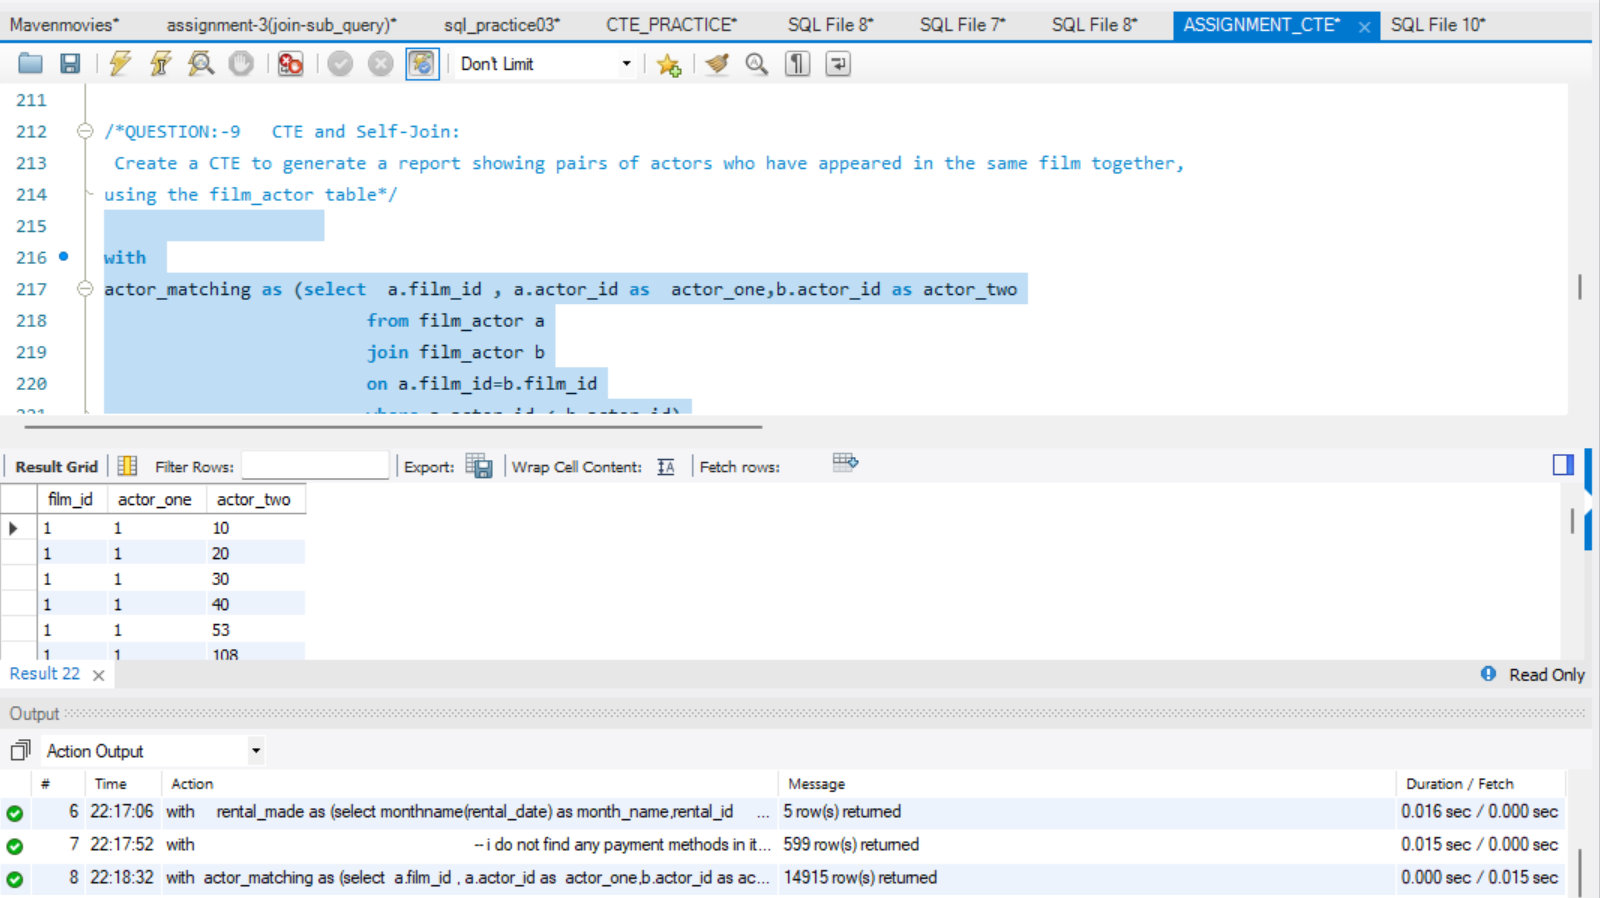 Mavenmovies* assignment-3(join-sub_query)* sql_practice03* CTE_PRACTICE* SQL File 8* SQL File 7* SQL File 8* ASSIGNMENT_CTE* × SQL File 10*
Don't Limit
211
212 /*QUESTION:-9 CTE and Self-Join:
213 Create a CTE to generate a report showing pairs of actors who have appeared in the same film together,
214 using the film_actor table*/
215
216 with
217 actor_matching as (select a.film_id , a.actor_id as actor_one,b.actor_id as actor_two
218 from film_actor a
219 join film_actor b
220 on a.film_id=b.film_id
221 where a.actor_id < b.actor_id)
Result Grid Filter Rows: Export: Wrap Cell Content: Fetch rows:
film_id actor_one actor_two
1 1 10
1 1 20
1 1 30
1 1 40
1 1 53
1 1 108
Result 22 × Read Only
Output
Action Output
# Time Action Message Duration / Fetch
6 22:17:06 with rental_made as (select monthname(rental_date) as month_name,rental_id ... 5 row(s) returned 0.016 sec / 0.000 sec
7 22:17:52 with -- i do not find any payment methods in it... 599 row(s) returned 0.015 sec / 0.000 sec
8 22:18:32 with actor_matching as (select a.film_id , a.actor_id as actor_one,b.actor_id as ac... 14915 row(s) returned 0.000 sec / 0.015 sec